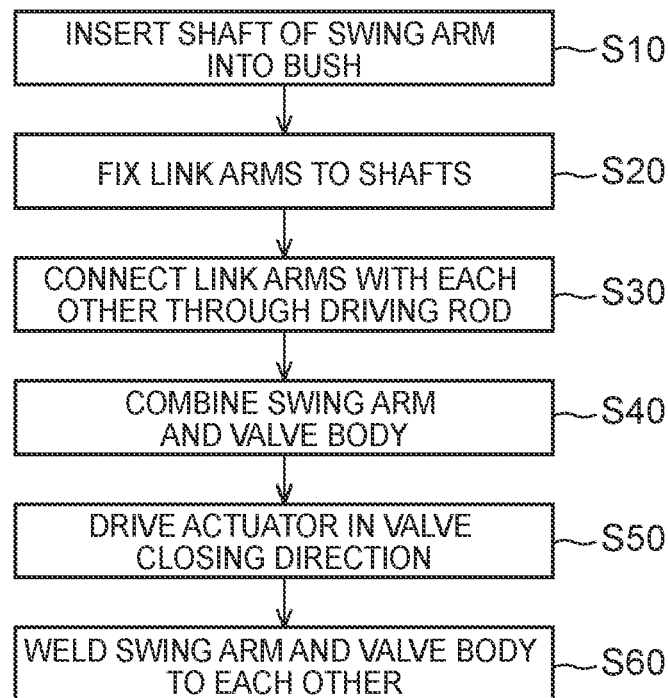 INSERT SHAFT OF SWING ARM
INTO BUSH
S10
FIX LINK ARMS TO SHAFTS
S20
CONNECT LINK ARMS WITH EACH
OTHER THROUGH DRIVING ROD
S30
COMBINE SWING ARM
AND VALVE BODY
S40
DRIVE ACTUATOR IN VALVE
CLOSING DIRECTION
S50
WELD SWING ARM AND VALVE BODY
TO EACH OTHER
S60